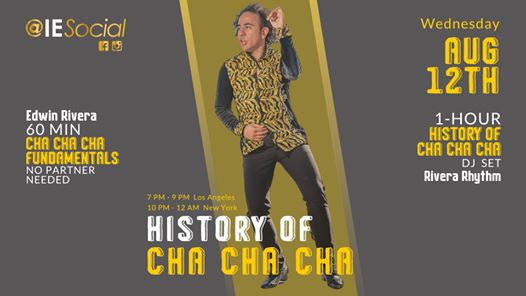 @IESocial
Edwin Rivera
60 MIN
CHA CHA CHA
FUNDAMENTALS
NO PARTNER
NEEDED
7 PM - 9 PM Los Angeles
10 PM - 12 AM New York
HISTORY OF
CHA CHA CHA
Wednesday
AUG
12TH
1-HOUR
HISTORY OF
CHA CHA CHA
DJ SET
Rivera Rhythm